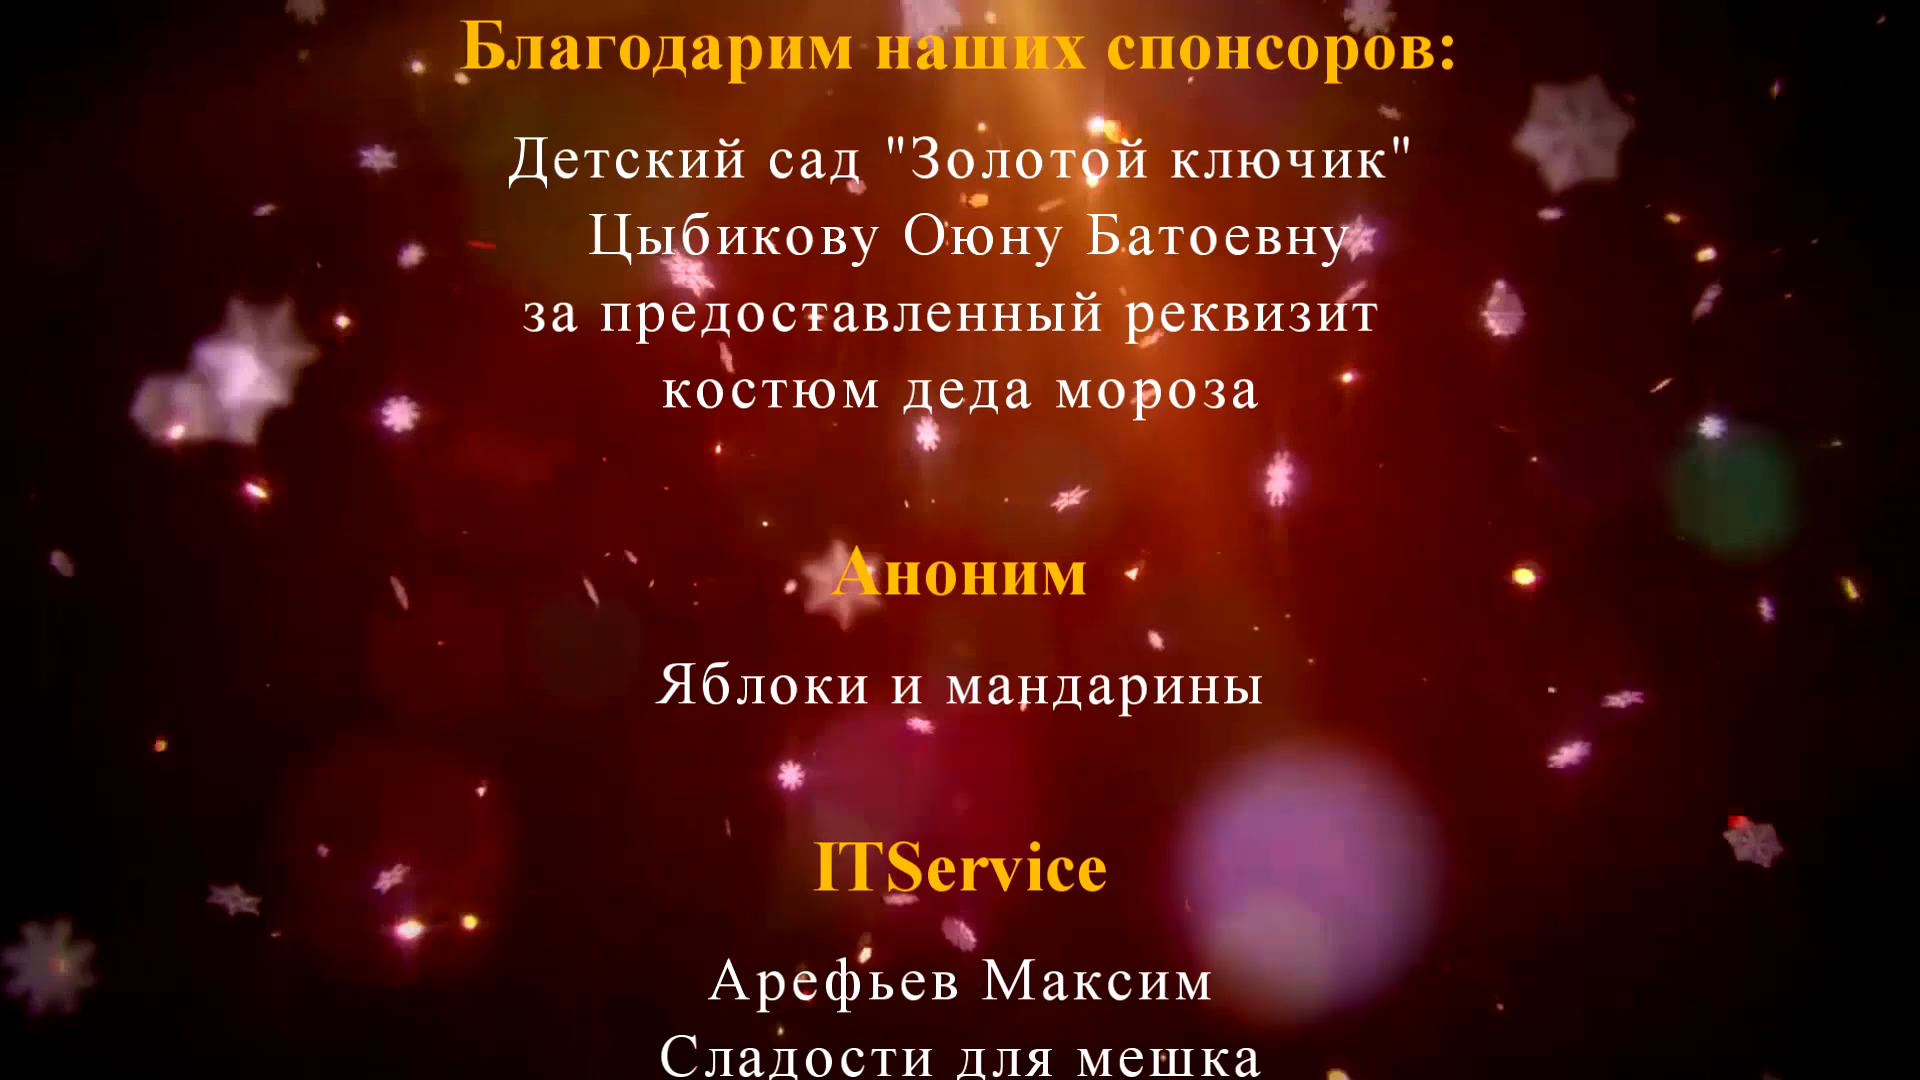 Благодарим наших спонсоров:
Детский сад "Золотой ключик"
Цыбикову Оюну Батоевну
за предоставленный реквизит
костюм деда мороза
Аноним
Яблоки и мандарины
ITService
Арефьев Максим
Сладости для мешка